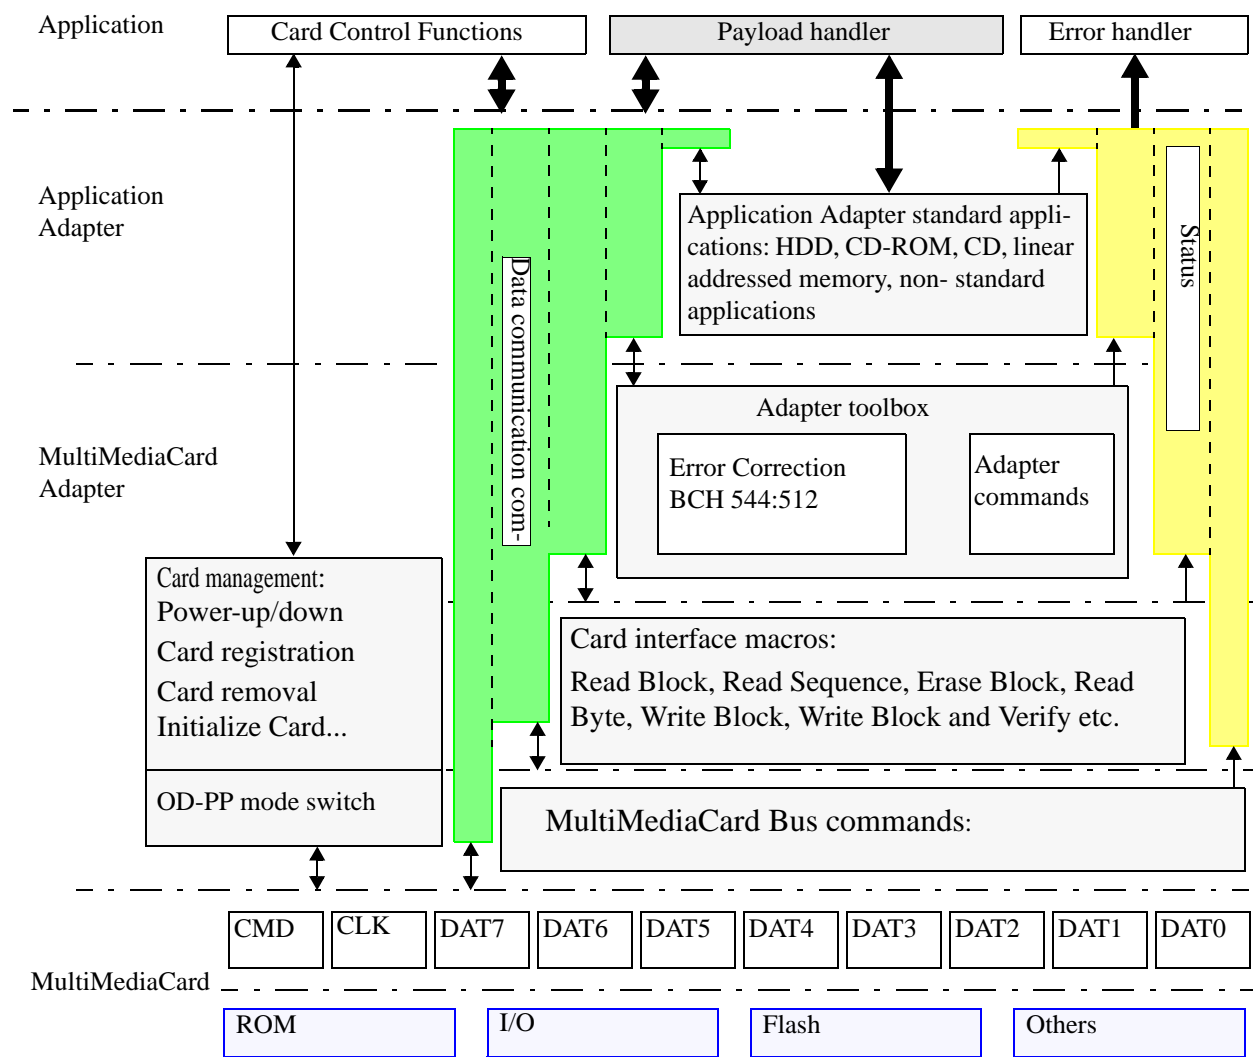 Application
Card Control Functions
Payload handler
Error handler
Application
Adapter
Application Adapter standard appli-
cations: HDD, CD-ROM, CD, linear
addressed memory, non- standard
applications
Data communication com-
Status
MultiMediaCard
Adapter
Adapter toolbox
Error Correction
BCH 544:512
Adapter
commands
Card management:
Power-up/down
Card registration
Card removal
Initialize Card...
OD-PP mode switch
Card interface macros:
Read Block, Read Sequence, Erase Block, Read
Byte, Write Block, Write Block and Verify etc.
MultiMediaCard Bus commands:
CMD
CLK
DAT7
DAT6
DAT5
DAT4
DAT3
DAT2
DAT1
DAT0
MultiMediaCard
ROM
I/O
Flash
Others